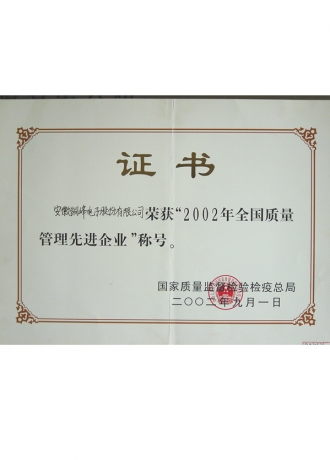 证书
安徽铜峰电子股份有限公司荣获“2002年全国质量
管理先进企业”称号。
国家质量监督检验检疫总局
二〇〇二年九月一日